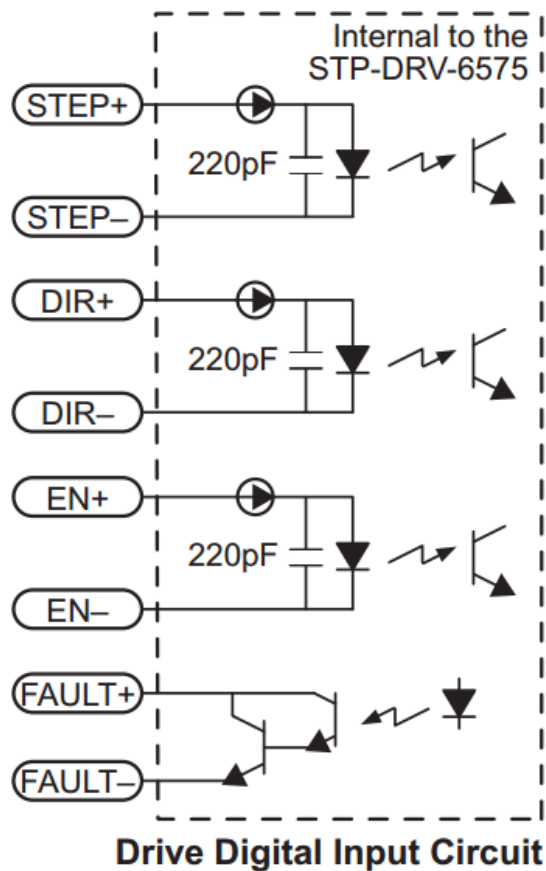 Internal to the
STP-DRV-6575
STEP+
220pF
STEP–
DIR+
220pF
DIR–
EN+
220pF
EN–
FAULT+
FAULT–
Drive Digital Input Circuit